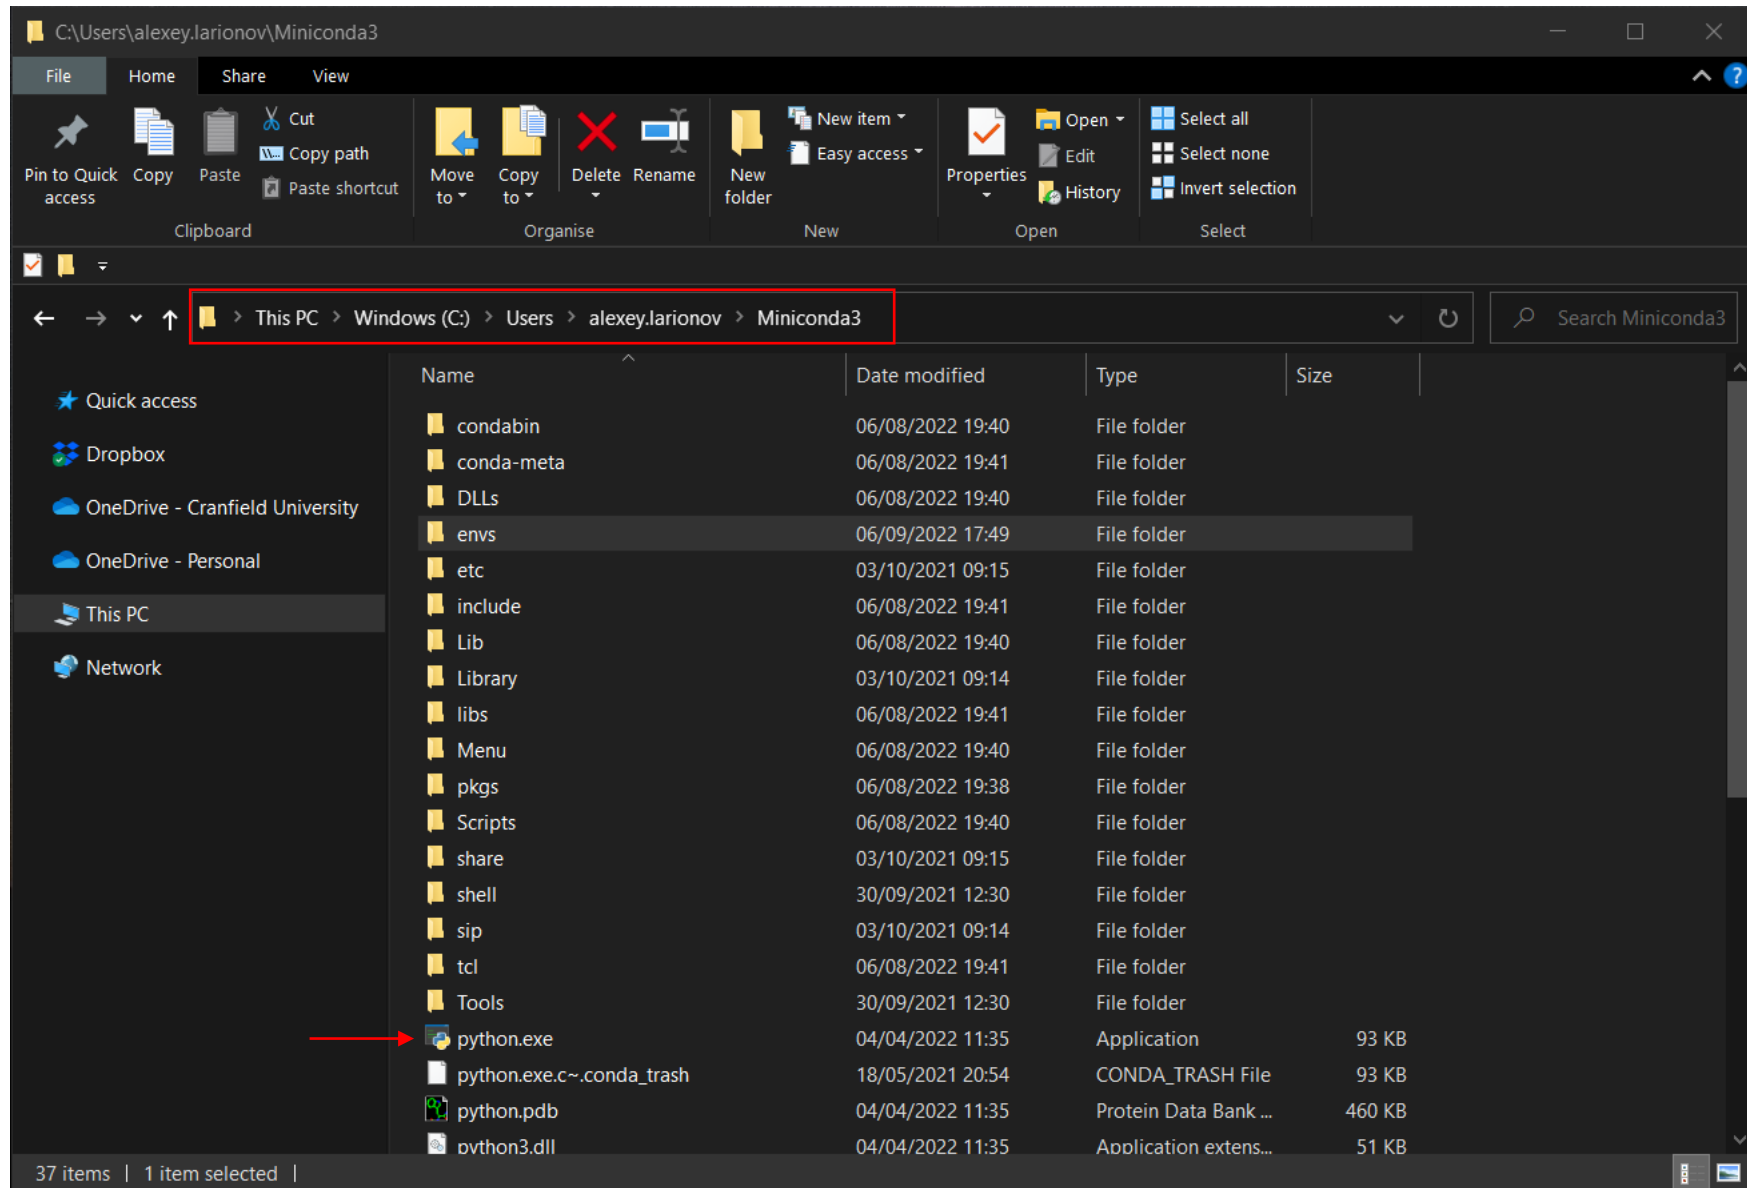 C:\Users\alexey.larionov\Miniconda3
File Home Share View
Pin to Quick access
Copy
Paste
Cut
Copy path
Paste shortcut
Clipboard
Move to
Copy to
Delete
Rename
Organise
New folder
New item
Easy access
New
Properties
Open
Edit
History
Open
Select all
Select none
Invert selection
Select
This PC > Windows (C:) > Users > alexey.larionov > Miniconda3
Search Miniconda3
Quick access
Dropbox
OneDrive - Cranfield University
OneDrive - Personal
This PC
Network
Name Date modified Type Size
condabin 06/08/2022 19:40 File folder
conda-meta 06/08/2022 19:41 File folder
DLLs 06/08/2022 19:40 File folder
envs 06/09/2022 17:49 File folder
etc 03/10/2021 09:15 File folder
include 06/08/2022 19:41 File folder
Lib 06/08/2022 19:40 File folder
Library 03/10/2021 09:14 File folder
libs 06/08/2022 19:41 File folder
Menu 06/08/2022 19:40 File folder
pkgs 06/08/2022 19:38 File folder
Scripts 06/08/2022 19:40 File folder
share 03/10/2021 09:15 File folder
shell 30/09/2021 12:30 File folder
sip 03/10/2021 09:14 File folder
tcl 06/08/2022 19:41 File folder
Tools 30/09/2021 12:30 File folder
python.exe 04/04/2022 11:35 Application 93 KB
python.exe.c~.conda_trash 18/05/2021 20:54 CONDA_TRASH File 93 KB
python.pdb 04/04/2022 11:35 Protein Data Bank ... 460 KB
python3.dll 04/04/2022 11:35 Application extens... 51 KB
37 items | 1 item selected |